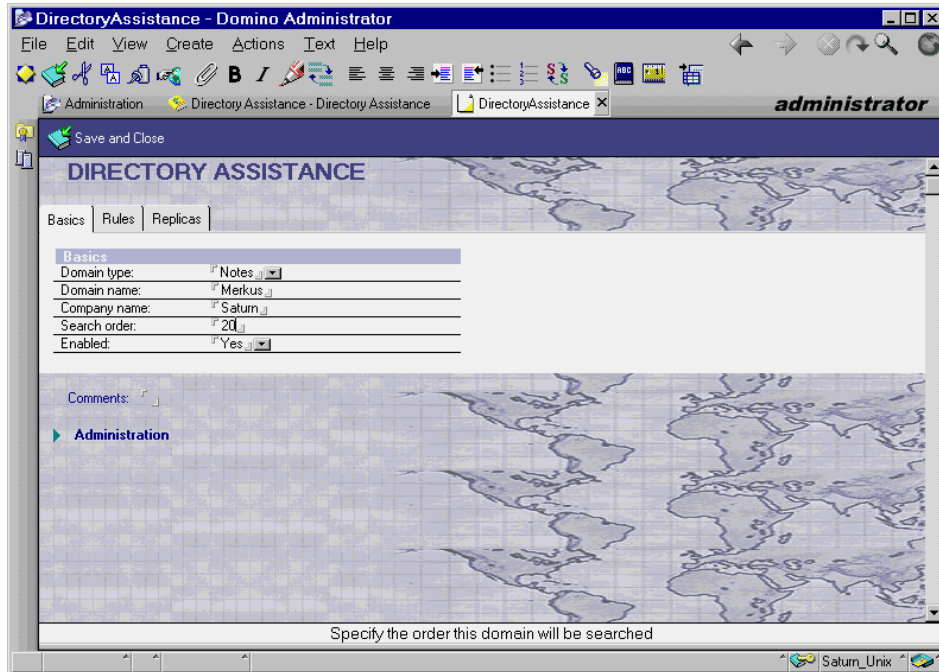 DirectoryAssistance - Domino Administrator
File Edit View Create Actions Text Help
B I
Administration Directory Assistance - Directory Assistance DirectoryAssistance administrator
Save and Close
DIRECTORY ASSISTANCE
Basics Rules Replicas
Basics
Domain type: Notes
Domain name: Merkus
Company name: Saturn
Search order: 20
Enabled: Yes
Comments:
Administration
Specify the order this domain will be searched
Saturn_Unix